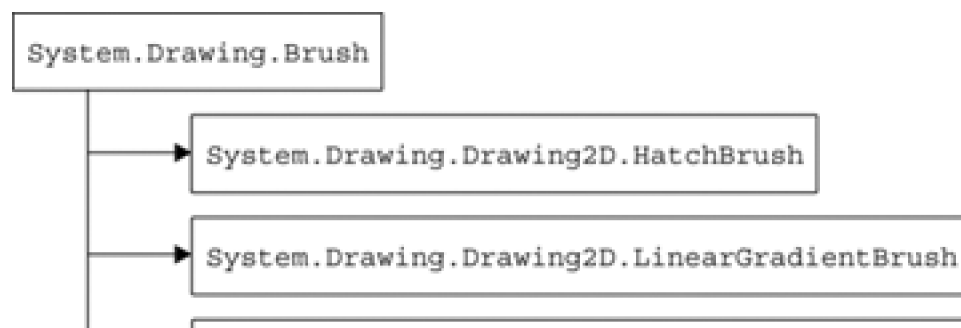 System.Drawing.Brush
System.Drawing.Drawing2D.HatchBrush
System.Drawing.Drawing2D.LinearGradientBrush